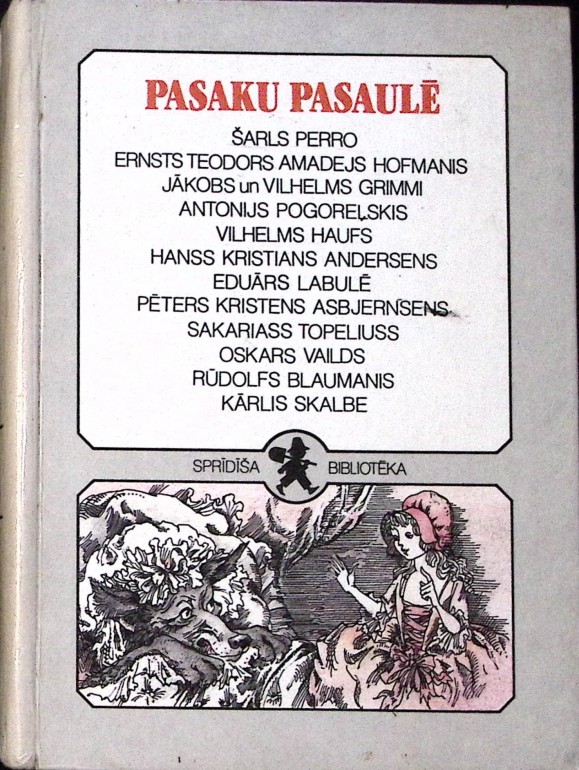 PASAKU PASAULĒ
ŠARLS PERRO
ERNSTS TEODORS AMADEJS HOFMANIS
JĀKOBS un VILHELMS GRIMMI
ANTONIJS POGOREĻSKIS
VILHELMS HAUFS
HANSS KRISTIANS ANDERSENS
EDUĀRS LABULĒ
PĒTERS KRISTENS ASBJERNSENS
SAKARIASS TOPELIUSS
OSKARS VAILDS
RŪDOLFS BLAUMANIS
KĀRLIS SKALBE
SPRĪDĪŠA BIBLIOTĒKA